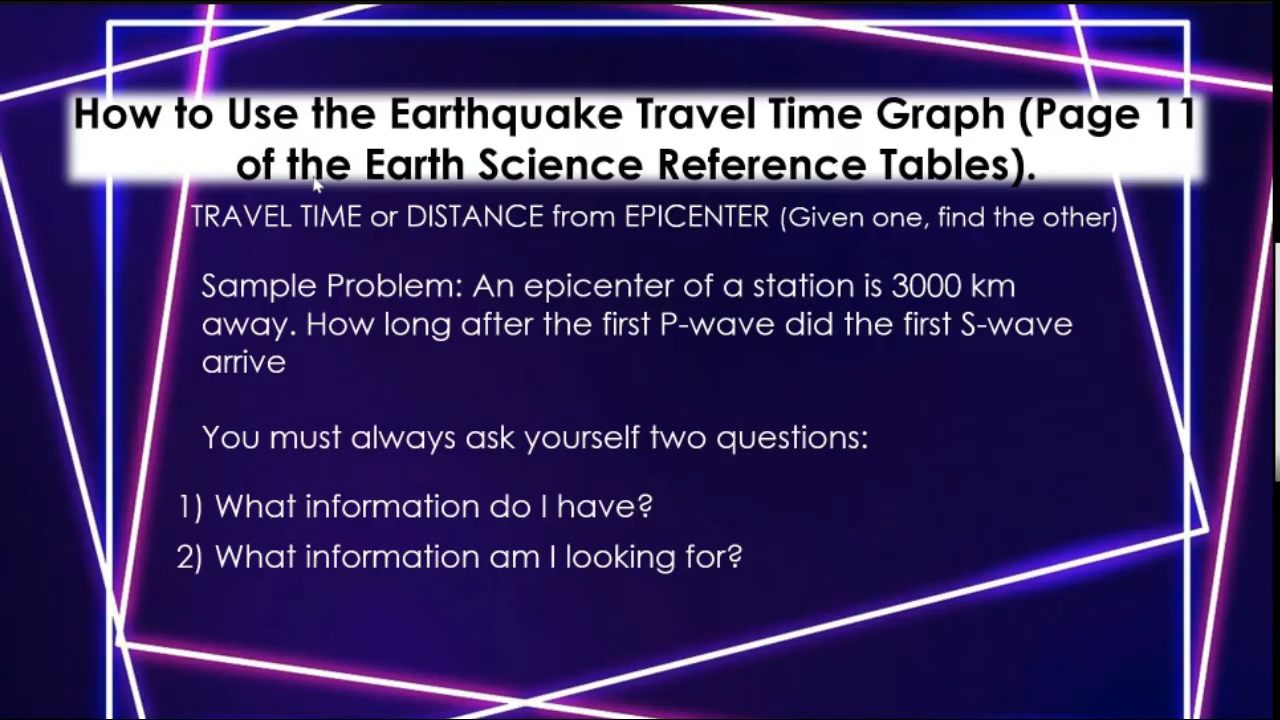 How to Use the Earthquake Travel Time Graph (Page 11
of the Earth Science Reference Tables).
TRAVEL TIME or DISTANCE from EPICENTER (Given one, find the other)
Sample Problem: An epicenter of a station is 3000 km
away. How long after the first P-wave did the first S-wave
arrive
You must always ask yourself two questions:
1) What information do I have?
2) What information am I looking for?